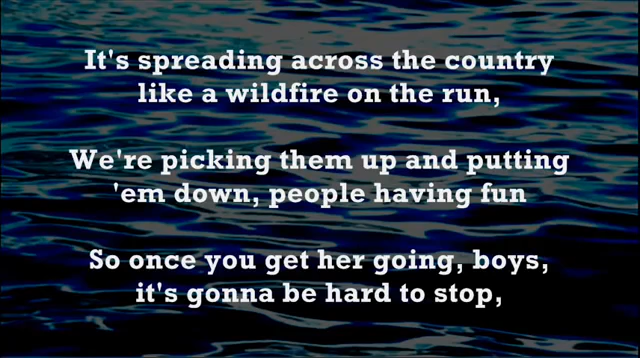 It's spreading across the country
like a wildfire on the run,
We're picking them up and putting
'em down, people having fun
So once you get her going, boys,
it's gonna be hard to stop,